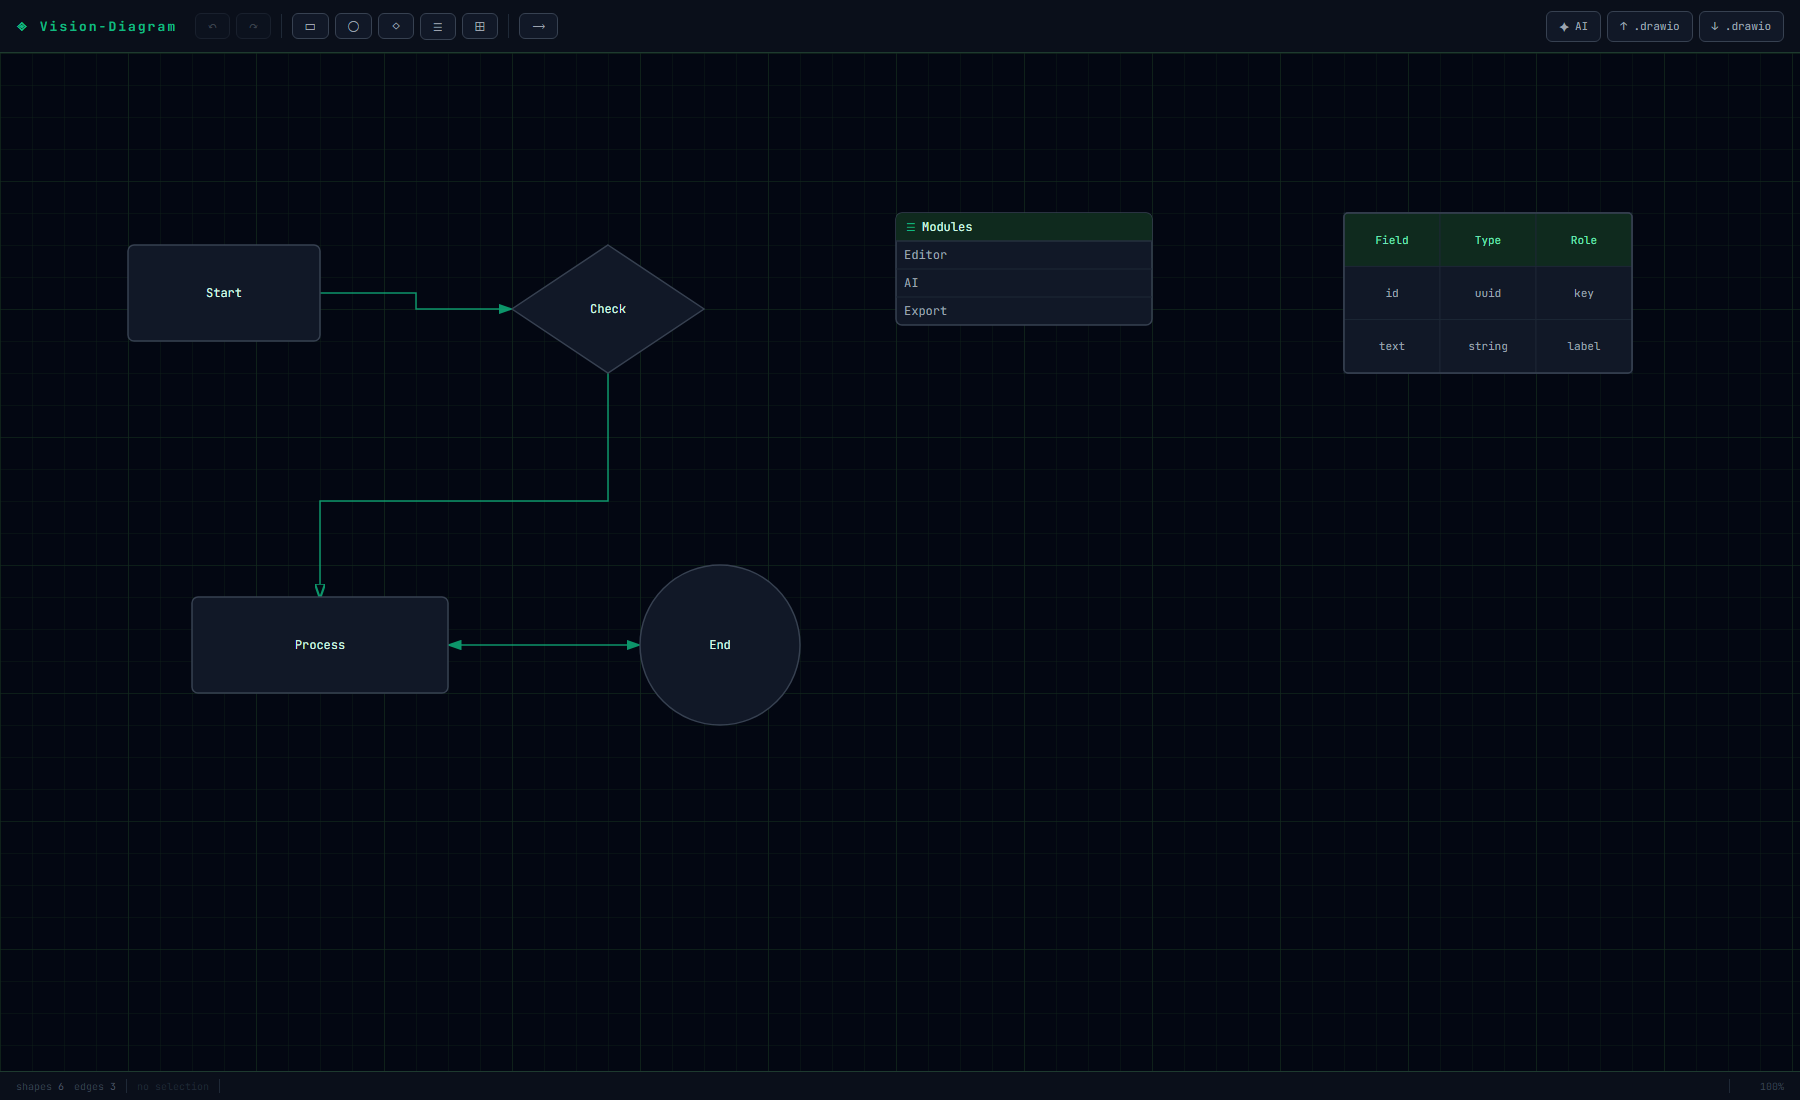 Vision-Diagram
AI
.drawio
.drawio
Start
Check
Modules
Editor
AI
Export
Field Type Role
id uuid key
text string label
Process
End
shapes 6 edges 3 no selection 100%